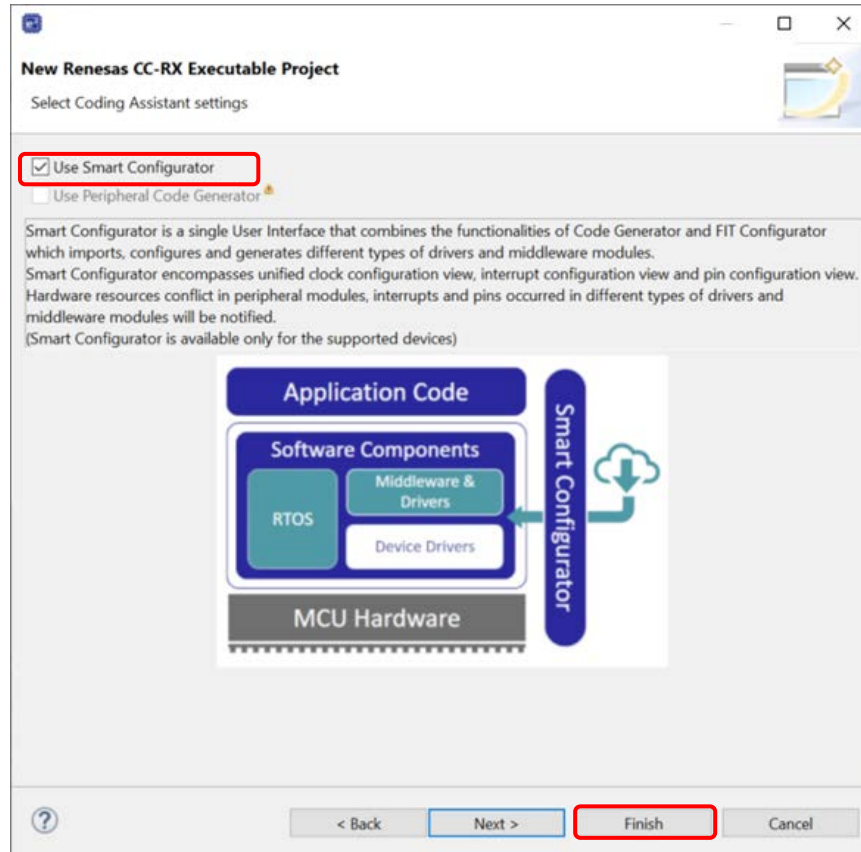 New Renesas CC-RX Executable Project
Select Coding Assistant settings
Use Smart Configurator
Use Peripheral Code Generator
Smart Configurator is a single User Interface that combines the functionalities of Code Generator and FIT Configurator
which imports, configures and generates different types of drivers and middleware modules.
Smart Configurator encompasses unified clock configuration view, interrupt configuration view and pin configuration view.
Hardware resources conflict in peripheral modules, interrupts and pins occurred in different types of drivers and
middleware modules will be notified.
(Smart Configurator is available only for the supported devices)
Application Code
Software Components
RTOS
Middleware &
Drivers
Device Drivers
MCU Hardware
Smart Configurator
< Back
Next >
Finish
Cancel